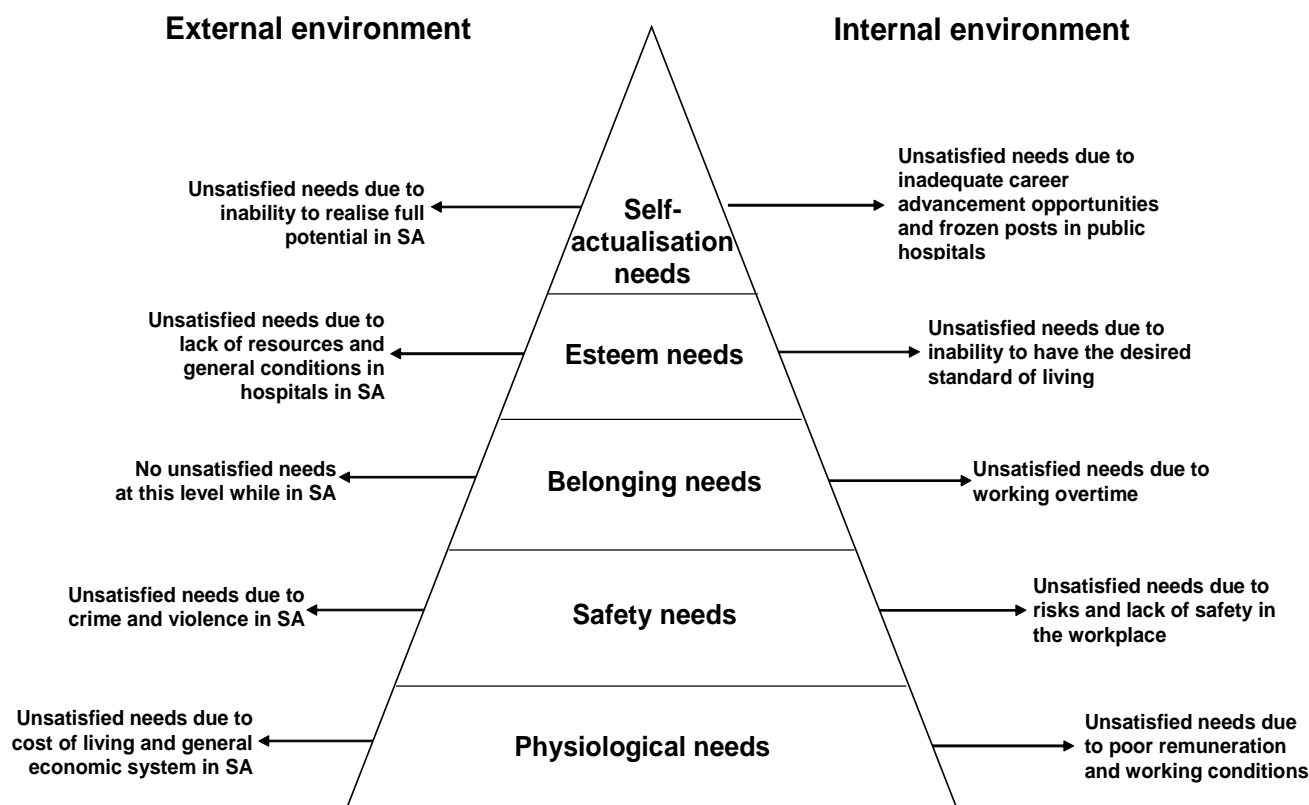 External environment
Internal environment
Unsatisfied needs due to
inability to realise full
potential in SA
Self-
actualisation
needs
Unsatisfied needs due to
inadequate career
advancement opportunities
and frozen posts in public
hospitals
Unsatisfied needs due to
lack of resources and
general conditions in
hospitals in SA
Esteem needs
Unsatisfied needs due to
inability to have the desired
standard of living
No unsatisfied needs
at this level while in SA
Belonging needs
Unsatisfied needs due to
working overtime
Unsatisfied needs due to
crime and violence in SA
Safety needs
Unsatisfied needs due to
risks and lack of safety in
the workplace
Unsatisfied needs due to
cost of living and general
economic system in SA
Physiological needs
Unsatisfied needs due
to poor remuneration
and working conditions